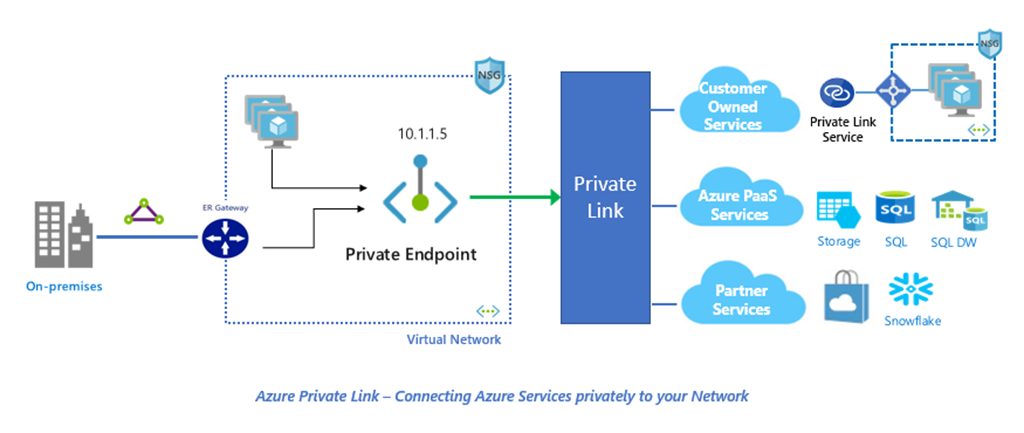 NSG
10.1.1.5
ER Gateway
Private Endpoint
On-premises
Virtual Network
Private
Link
Customer
Owned
Services
Private Link
Service
NSG
Azure PaaS
Services
Storage
SQL
SQL
SQL
SQL DW
Partner
Services
Snowflake
Azure Private Link – Connecting Azure Services privately to your Network